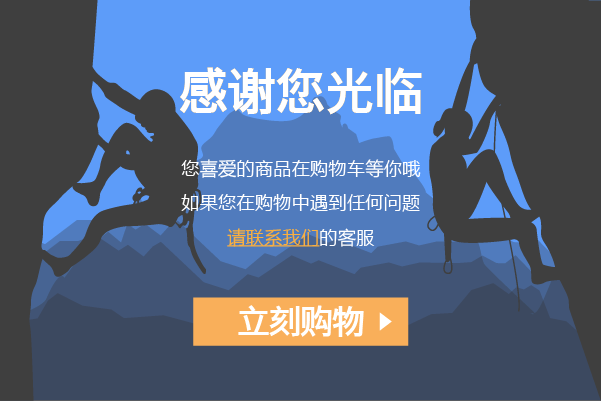 感谢您光临
您喜爱的商品在购物车等你哦
如果您在购物中遇到任何问题
请联系我们的客服
立刻购物